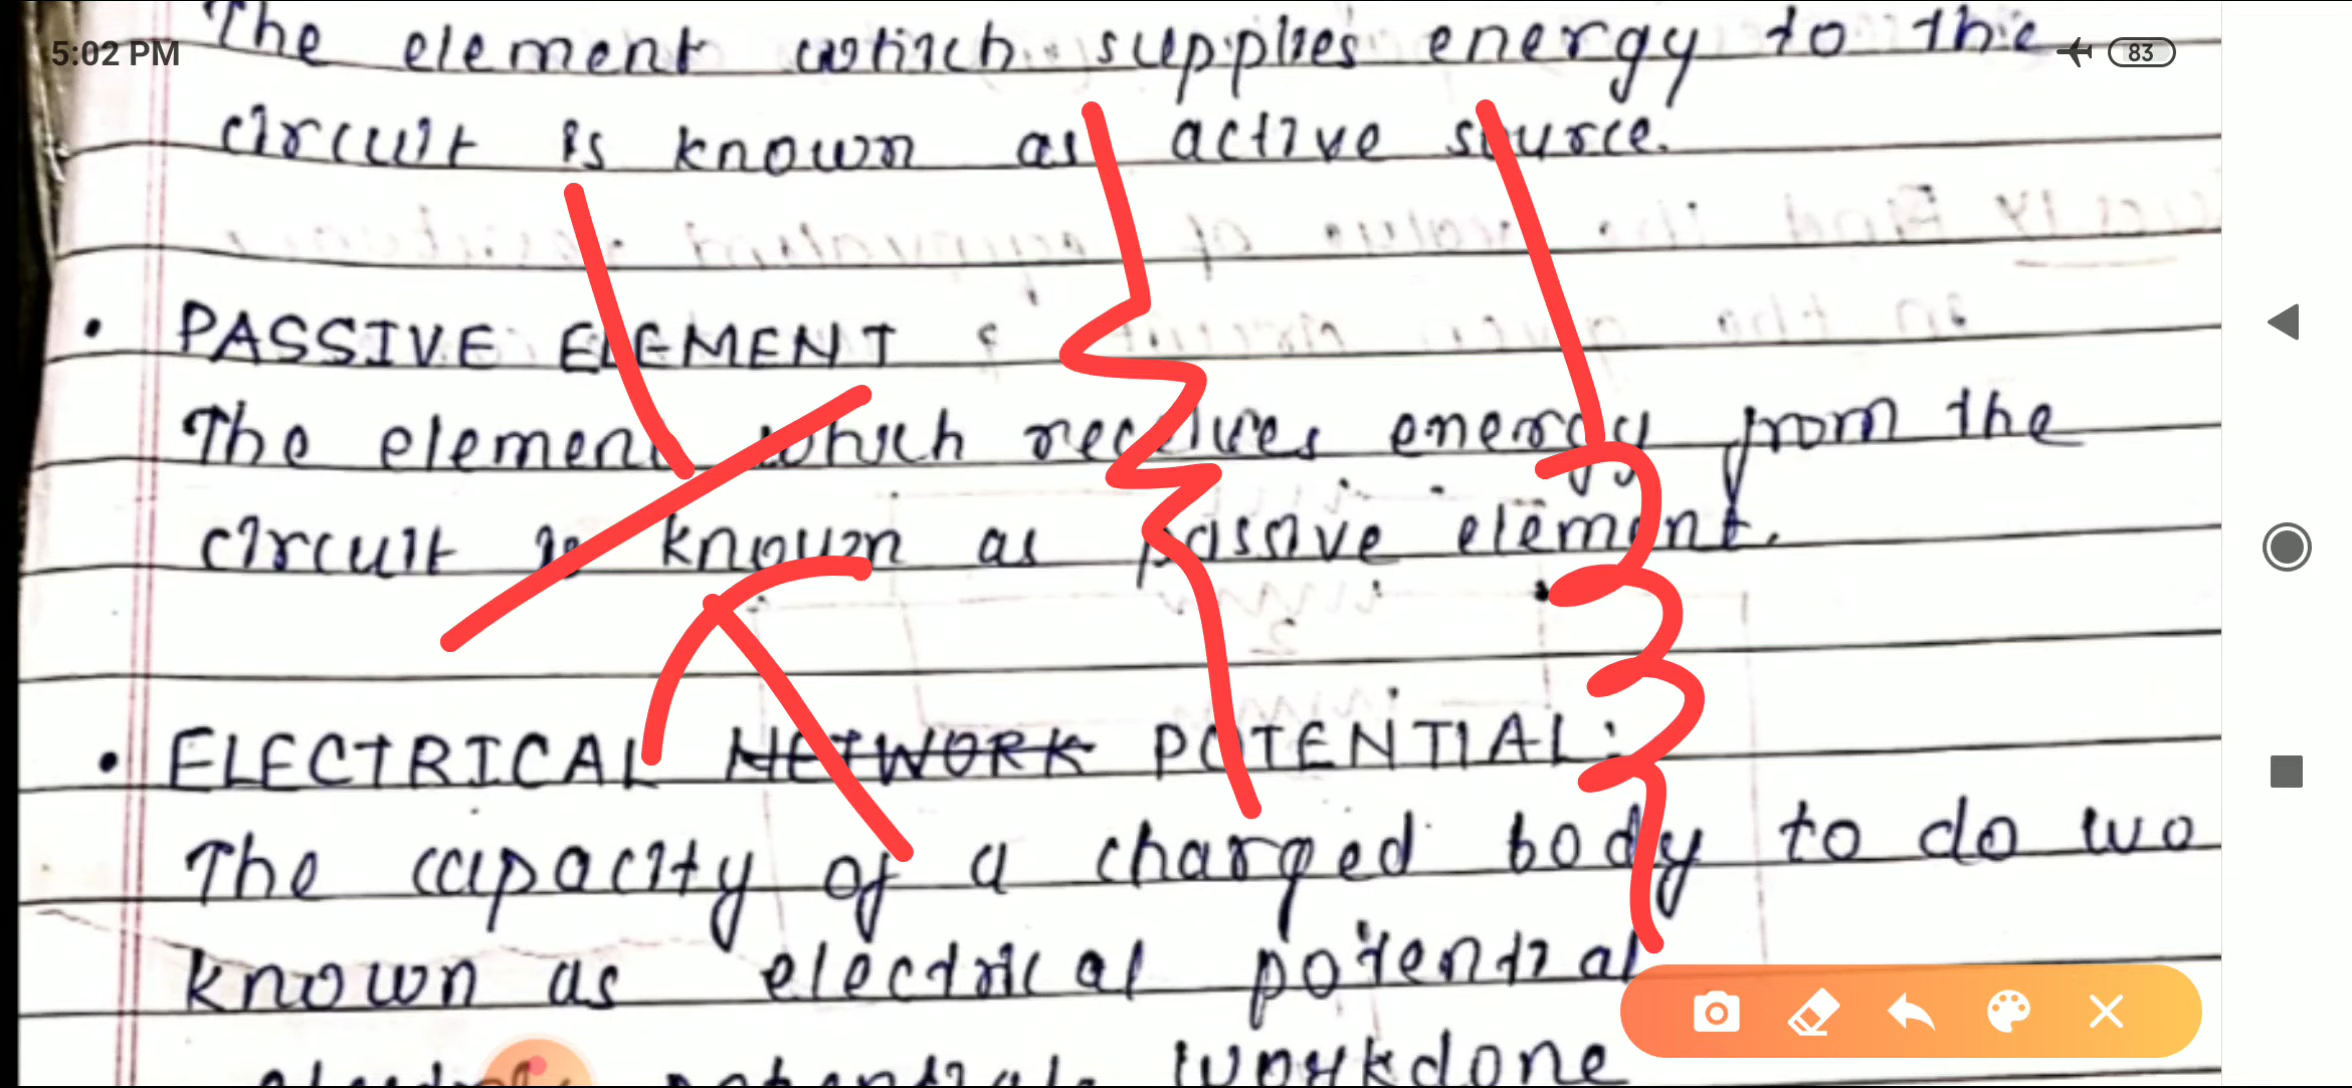 5:02 PM
83
The element which supplies energy to the
circuit is known as active source.
PASSIVE ELEMENT :
The element which receives energy from the
circuit is known as passive element.
ELECTRICAL NETWORK POTENTIAL:
The capacity of a charged body to do wo
known as electrical potential
potential workdone